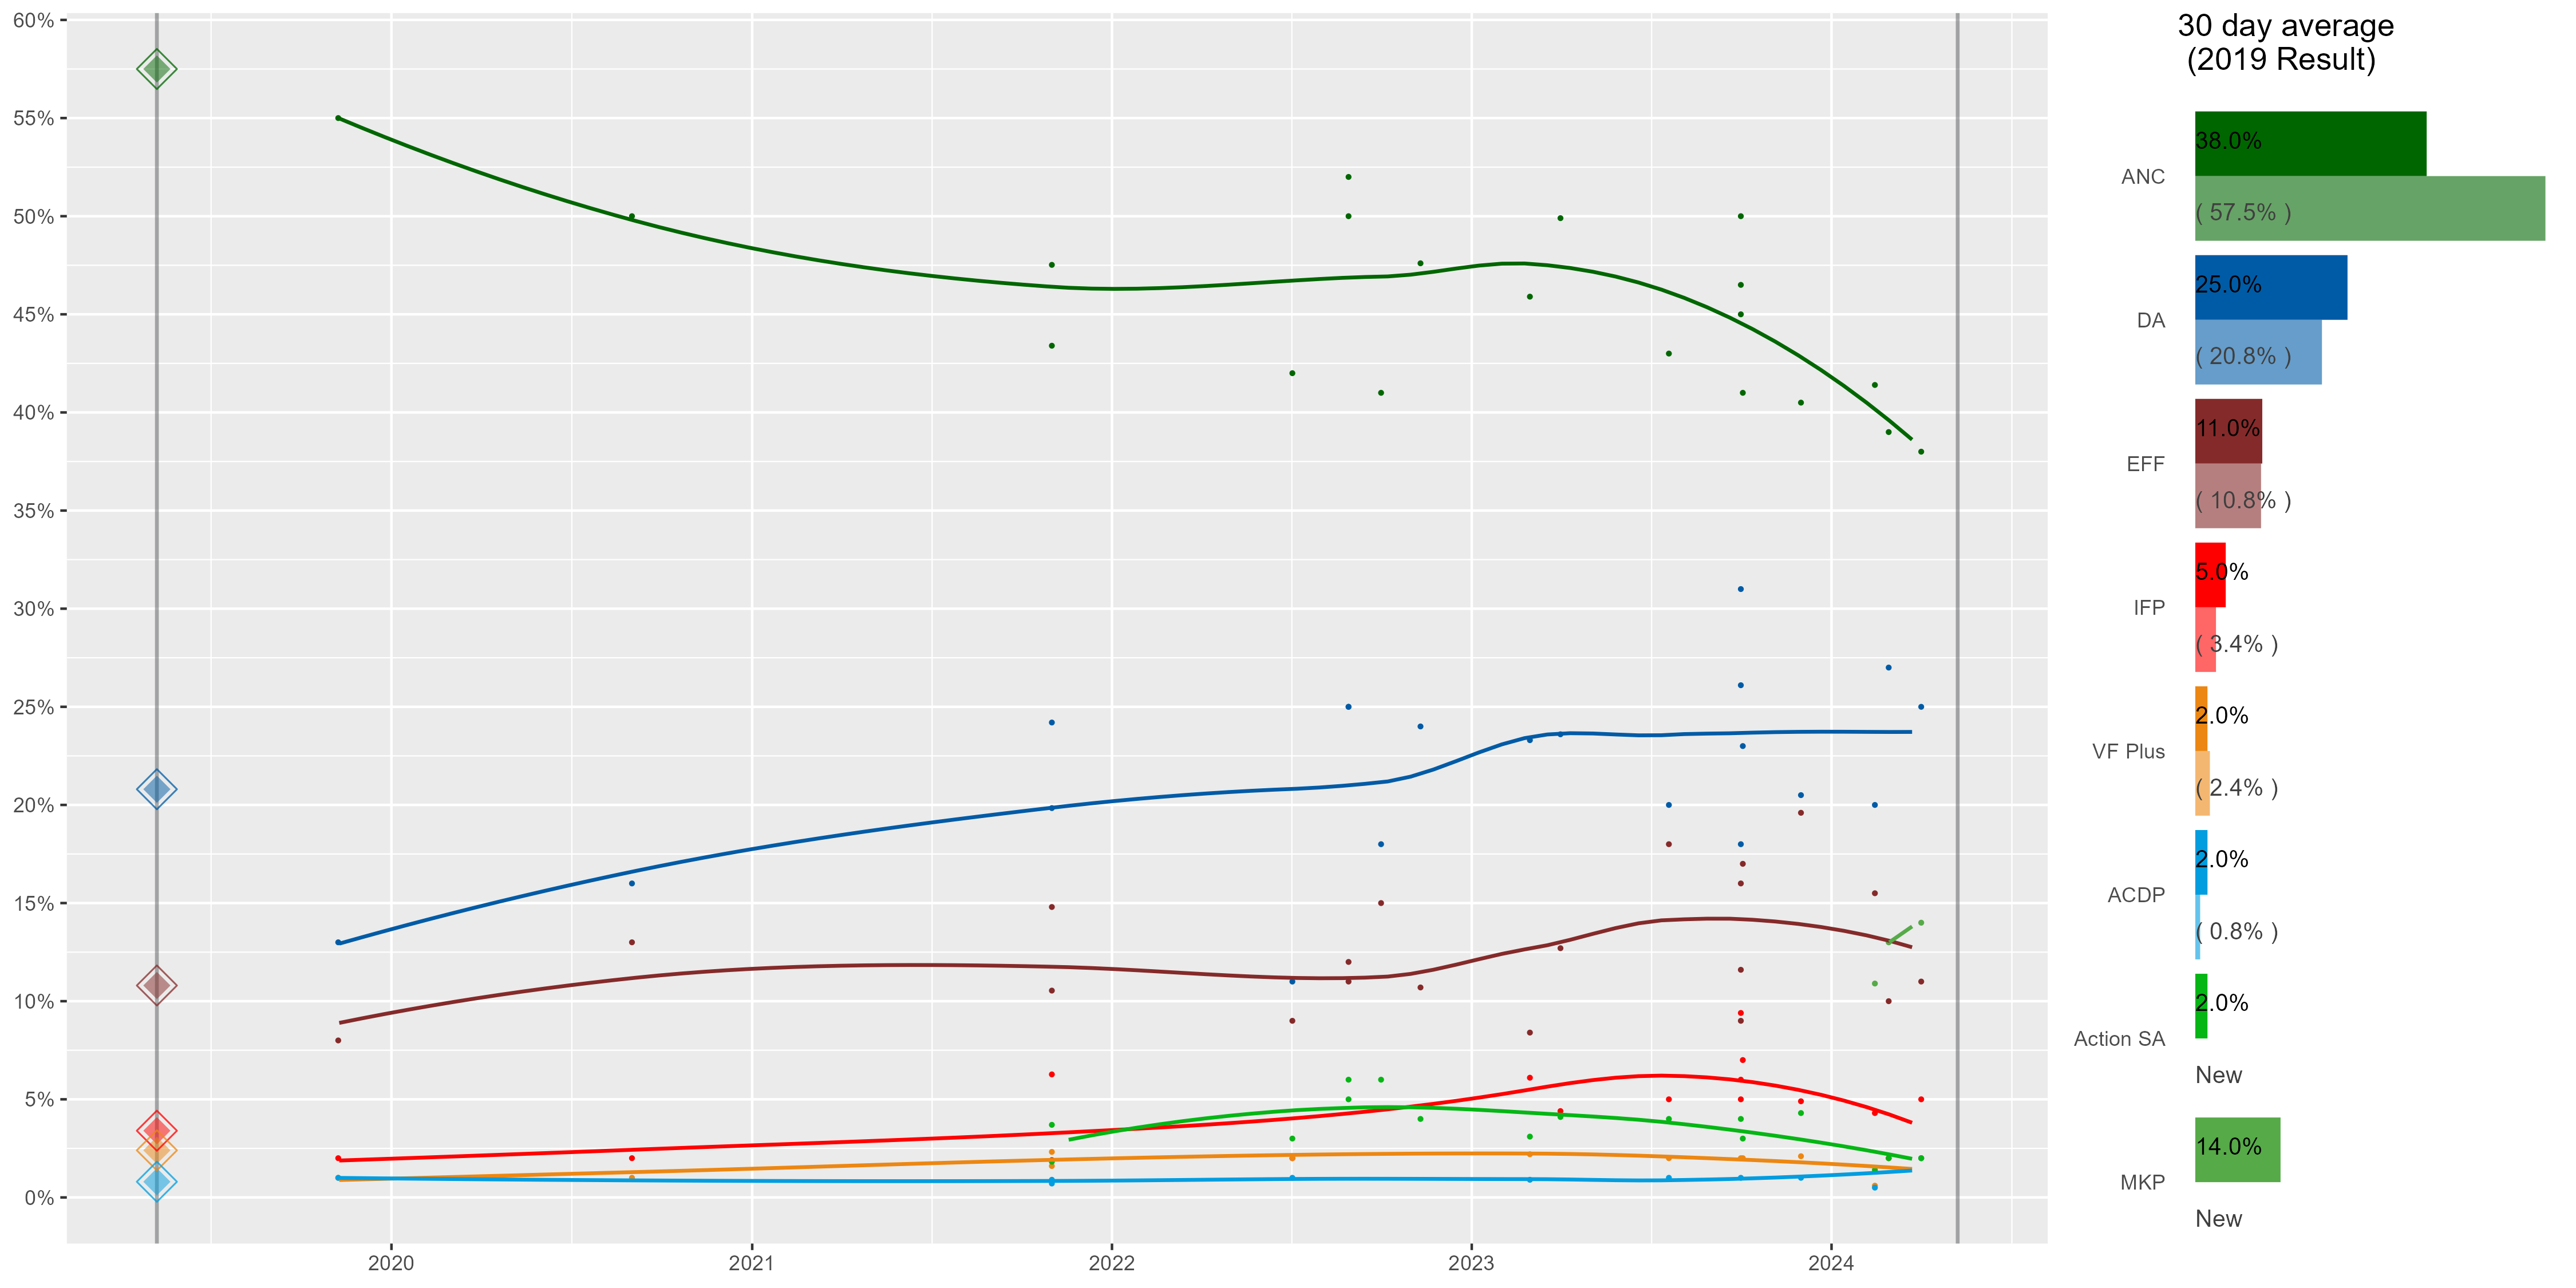 60%
55%
50%
45%
40%
35%
30%
25%
20%
15%
10%
5%
0%
2020
2021
2022
2023
2024
30 day average
(2019 Result)
ANC
38.0%
( 57.5% )
DA
25.0%
( 20.8% )
EFF
11.0%
( 10.8% )
IFP
5.0%
( 3.4% )
VF Plus
2.0%
( 2.4% )
ACDP
2.0%
( 0.8% )
Action SA
2.0%
New
MKP
14.0%
New